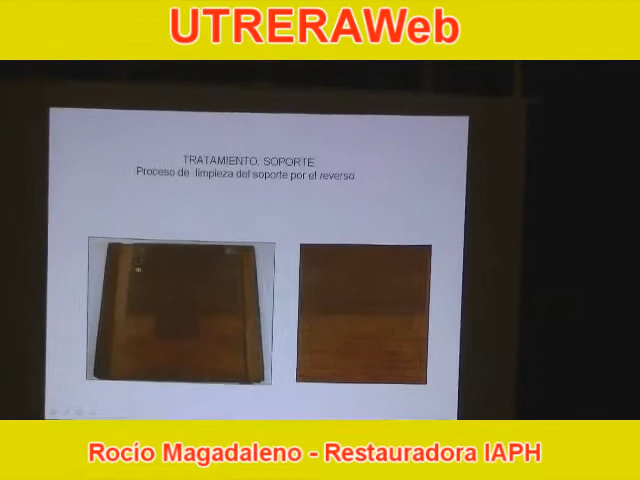 UTRERAWeb
TRATAMIENTO. SOPORTE
Proceso de limpieza del soporte por el reverso
Rocío Magadaleno - Restauradora IAPH